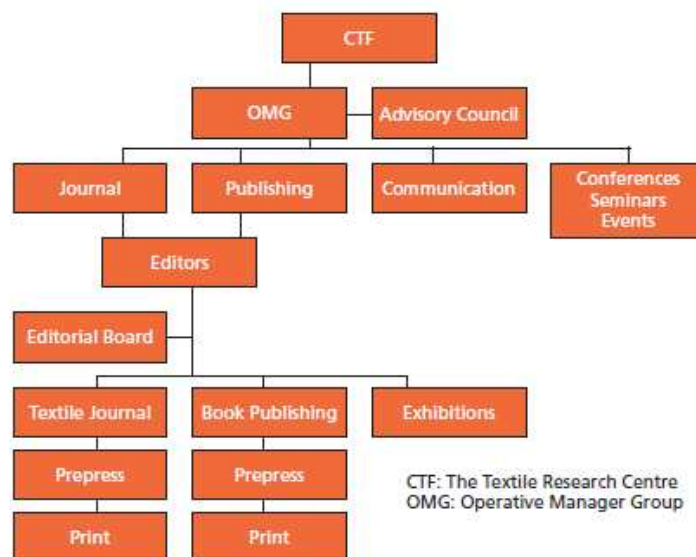 CTF
OMG
Advisory Council
Journal
Publishing
Communication
Conferences
Seminars
Events
Editors
Editorial Board
Textile Journal
Book Publishing
Exhibitions
Prepress
Prepress
Print
Print
CTF: The Textile Research Centre
OMG: Operative Manager Group